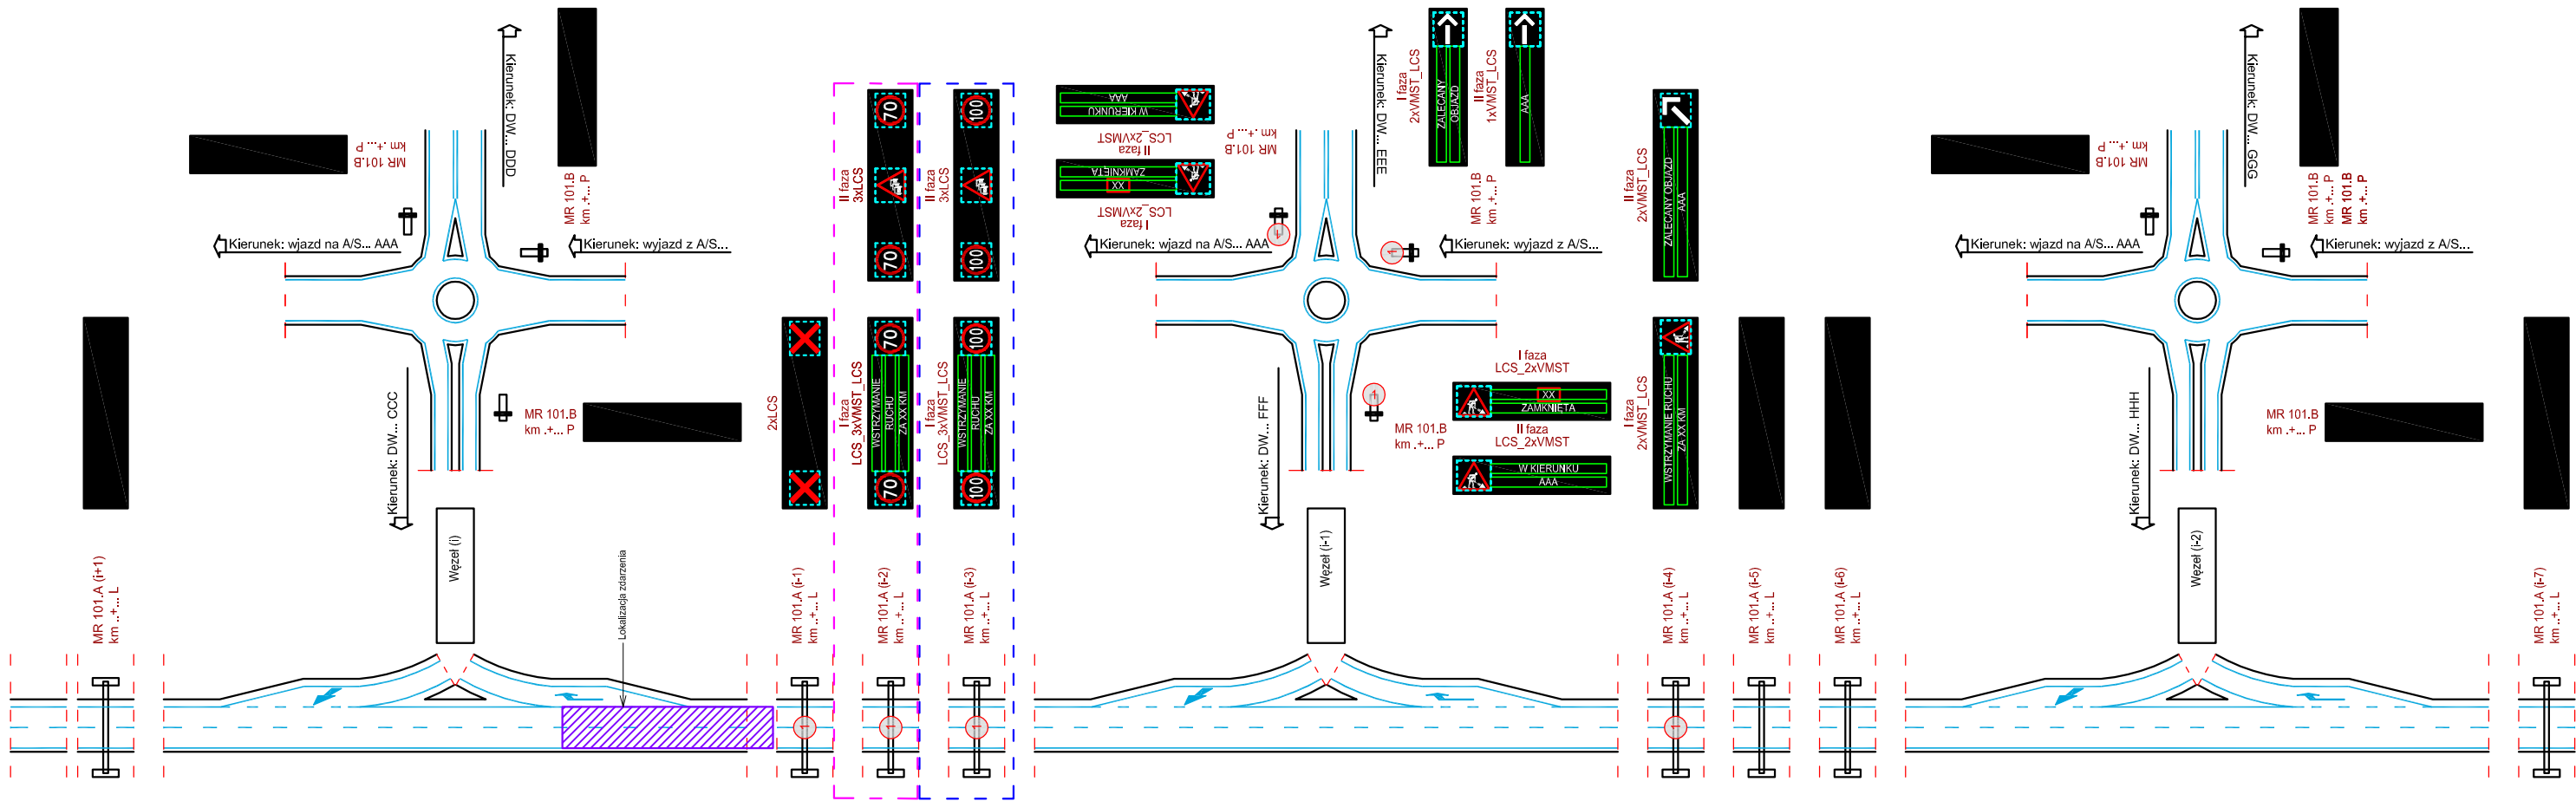 Kierunek: DW... DDD
MR 101.B
km .+... P
MR 101.B
km .+... P
Kierunek: wjazd na A/S... AAA
Kierunek: wyjazd z A/S...
Kierunek: DW... CCC
MR 101.B
km .+... P
Węzeł (i)
Lokalizacja zdarzenia
MR 101.A (i+1)
km ..+... L
2xLCS
MR 101.A (i-1)
km ..+... L
II faza
3xLCS
70
70
I faza
LCS_3xVMST_LCS
70
WSTRZYMANIE
RUCHU
ZA XX KM
70
MR 101.A (i-2)
km ..+... L
II faza
3xLCS
100
100
I faza
LCS_3xVMST_LCS
100
WSTRZYMANIE
RUCHU
ZA XX KM
100
MR 101.A (i-3)
km ..+... L
W KIERUNKU
AAA
II faza
LCS_2xVMST
XX
ZAMKNIĘTA
I faza
LCS_2xVMST
MR 101.B
km .+... P
Kierunek: DW... EEE
I faza
2xVMST_LCS
ZALECANY
OBJAZD
II faza
1xVMST_LCS
AAA
MR 101.B
km .+... P
Kierunek: wjazd na A/S... AAA
Kierunek: wyjazd z A/S...
1
1
1
Kierunek: DW... FFF
MR 101.B
km .+... P
I faza
LCS_2xVMST
XX
ZAMKNIĘTA
II faza
LCS_2xVMST
W KIERUNKU
AAA
Węzeł (i-1)
II faza
2xVMST_LCS
ZALECANY OBJAZD
AAA
I faza
2xVMST_LCS
WSTRZYMANIE RUCHU
ZA XX KM
MR 101.A (i-4)
km ..+... L
MR 101.A (i-5)
km ..+... L
MR 101.A (i-6)
km ..+... L
MR 101.B
km .+... P
Kierunek: DW... GGG
MR 101.B
km .+... P
MR 101.B
km .+... P
Kierunek: wjazd na A/S... AAA
Kierunek: wyjazd z A/S...
Kierunek: DW... HHH
MR 101.B
km .+... P
Węzeł (i-2)
MR 101.A (i-7)
km ..+... L
1
1
1
1